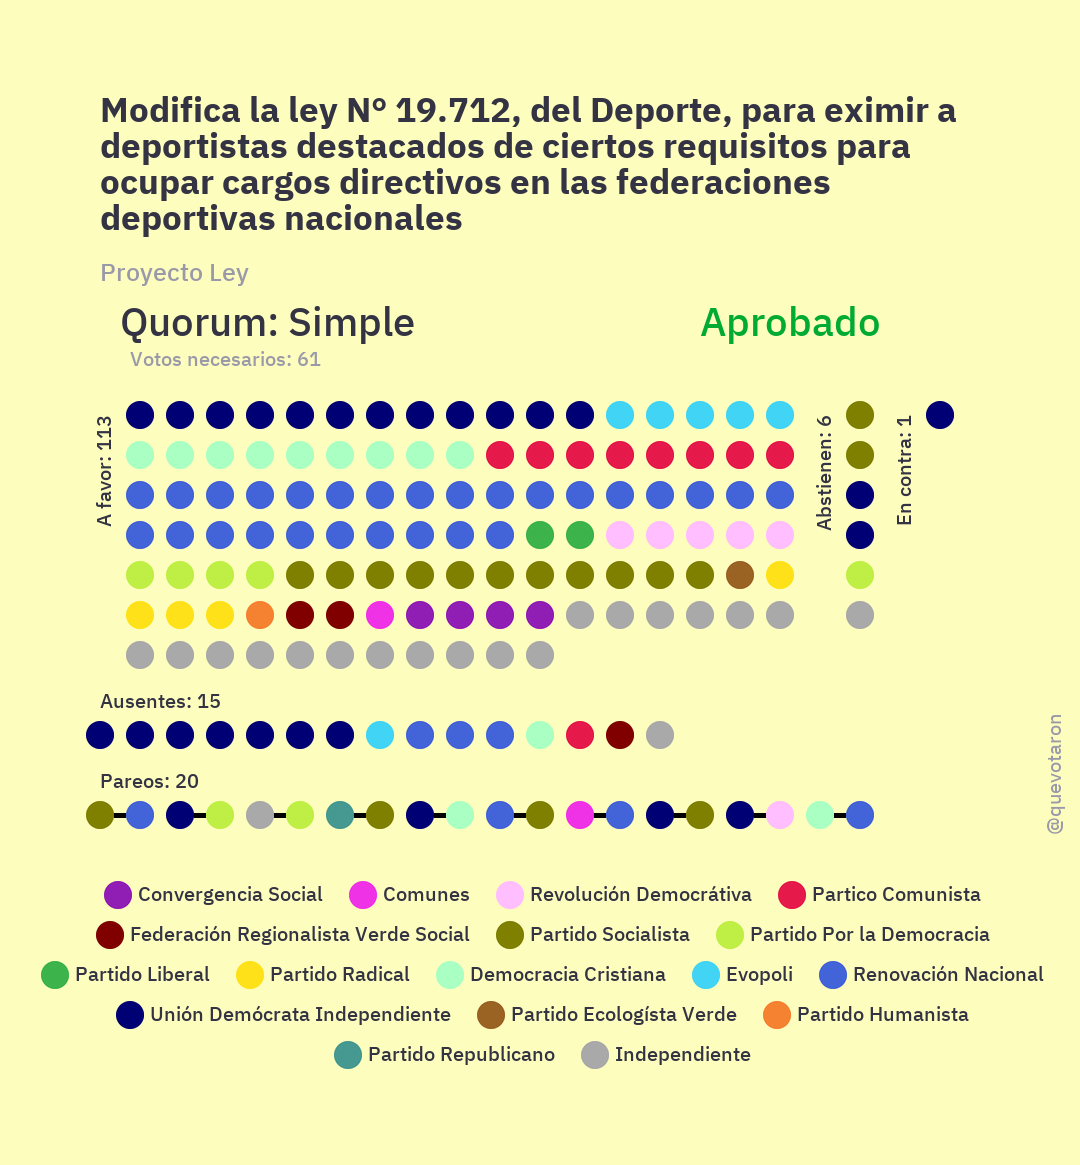 Modifica la ley Nº 19.712, del Deporte, para eximir a
deportistas destacados de ciertos requisitos para
ocupar cargos directivos en las federaciones
deportivas nacionales
Proyecto Ley
Quorum: Simple
Aprobado
Votos necesarios: 61
A favor: 113
Abstienen: 6
En contra: 1
Ausentes: 15
Pareos: 20
@quevotaron
Convergencia Social
Comunes
Revolución Democrátiva
Partico Comunista
Federación Regionalista Verde Social
Partido Socialista
Partido Por la Democracia
Partido Liberal
Partido Radical
Democracia Cristiana
Evopoli
Renovación Nacional
Unión Demócrata Independiente
Partido Ecologísta Verde
Partido Humanista
Partido Republicano
Independiente